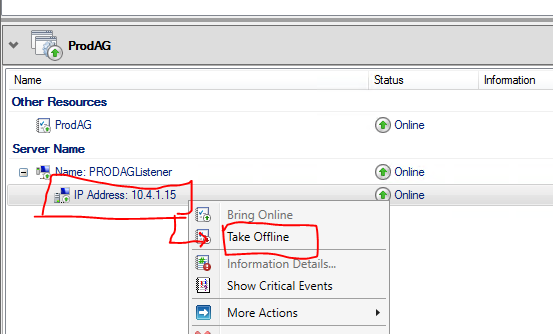 ProdAG
Name Status Information
Other Resources
ProdAG Online
Server Name
Name: PRODAGListener Online
IP Address: 10.4.1.15 Online
Bring Online
Take Offline
Information Details...
Show Critical Events
More Actions